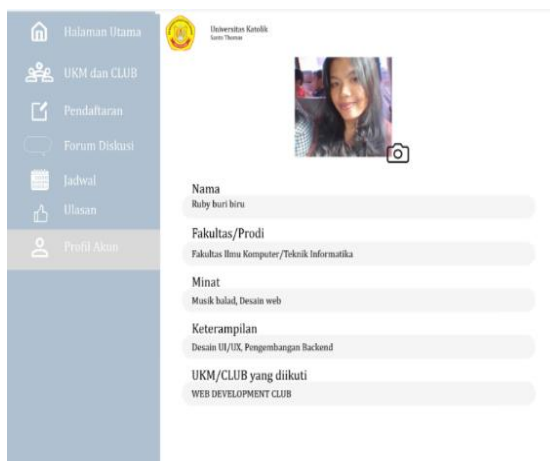 Halaman Utama
UKM dan CLUB
Pendaftaran
Forum Diskusi
Jadwal
Ulasan
Profil Akun
Universitas Katolik
Santo Thomas
Nama
Ruby buri biru
Fakultas/Prodi
Fakultas Ilmu Komputer/Teknik Informatika
Minat
Musik balad, Desain web
Keterampilan
Desain UI/UX, Pengembangan Backend
UKM/CLUB yang diikuti
WEB DEVELOPMENT CLUB